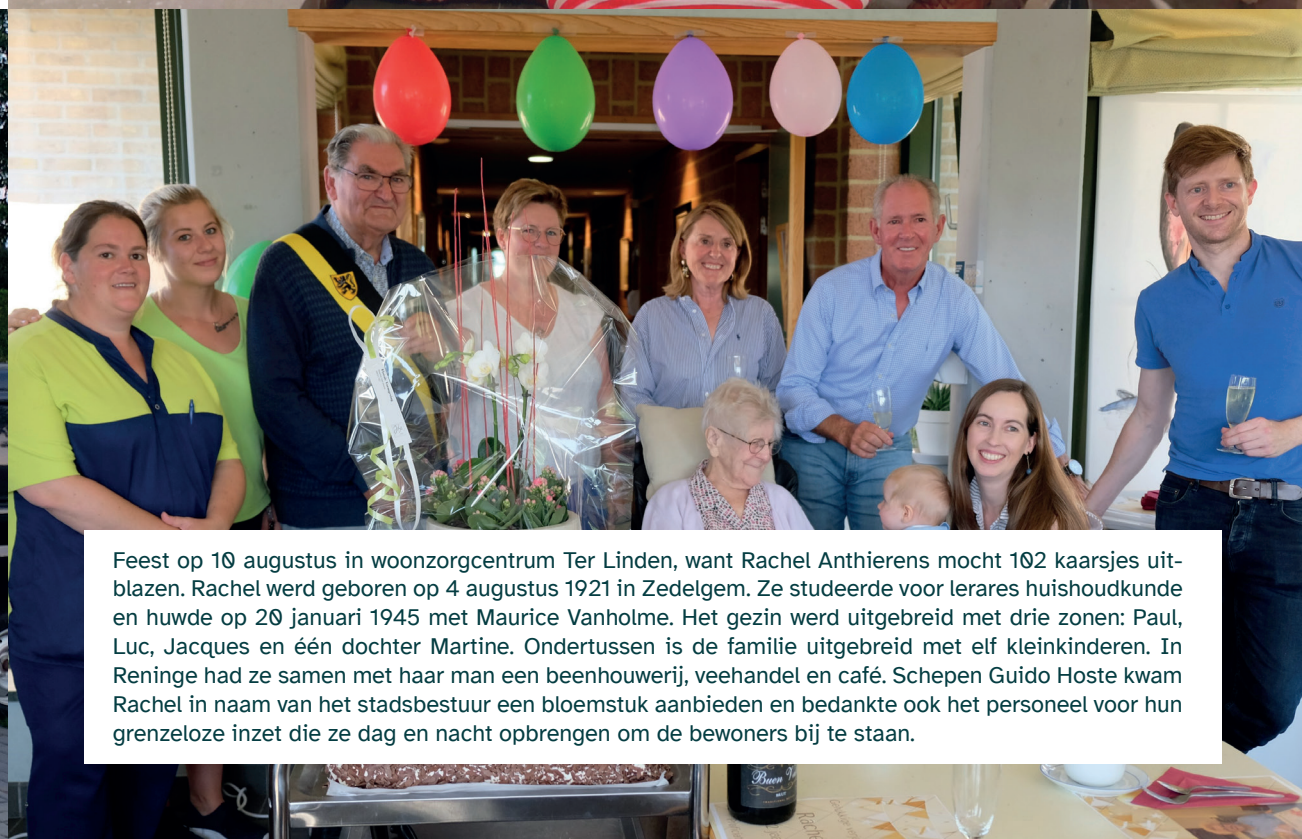 Feest op 10 augustus in woonzorgcentrum Ter Linden, want Rachel Anthierens mocht 102 kaarsjes uit-
blazen. Rachel werd geboren op 4 augustus 1921 in Zedelgem. Ze studeerde voor lerares huishoudkunde
en huwde op 20 januari 1945 met Maurice Vanholme. Het gezin werd uitgebreid met drie zonen: Paul,
Luc, Jacques en één dochter Martine. Ondertussen is de familie uitgebreid met elf kleinkinderen. In
Reninge had ze samen met haar man een beenhouwerij, veehandel en café. Schepen Guido Hoste kwam
Rachel in naam van het stadsbestuur een bloemstuk aanbieden en bedankte ook het personeel voor hun
grenzeloze inzet die ze dag en nacht opbrengen om de bewoners bij te staan.
Buen